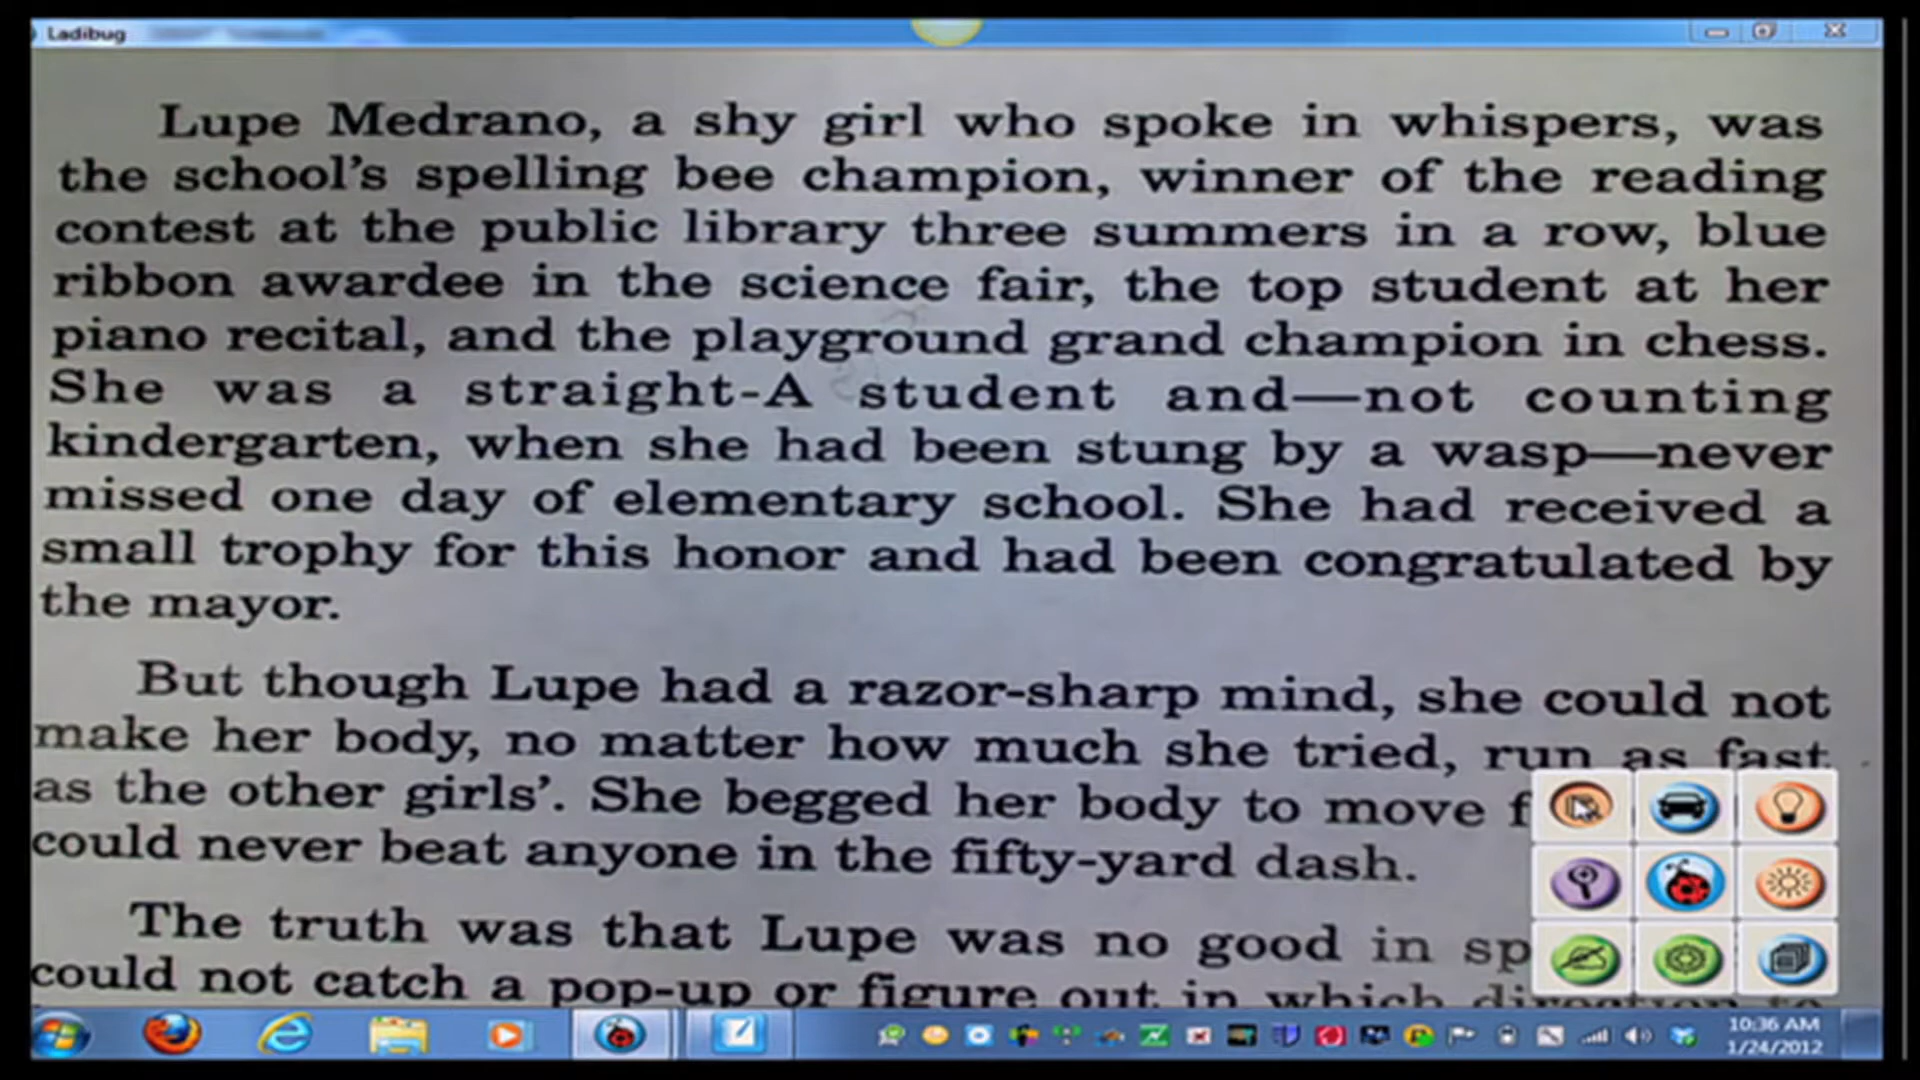 Ladibug
Lupe Medrano, a shy girl who spoke in whispers, was
the school's spelling bee champion, winner of the reading
contest at the public library three summers in a row, blue
ribbon awardee in the science fair, the top student at her
piano recital, and the playground grand champion in chess.
She was a straight-A student and—not counting
kindergarten, when she had been stung by a wasp—never
missed one day of elementary school. She had received a
small trophy for this honor and had been congratulated by
the mayor.
But though Lupe had a razor-sharp mind, she could not
make her body, no matter how much she tried, run as fast
as the other girls'. She begged her body to move f
could never beat anyone in the fifty-yard dash.
The truth was that Lupe was no good in sp
could not catch a pop-up or figure out in which direction to
10:36 AM
1/24/2012